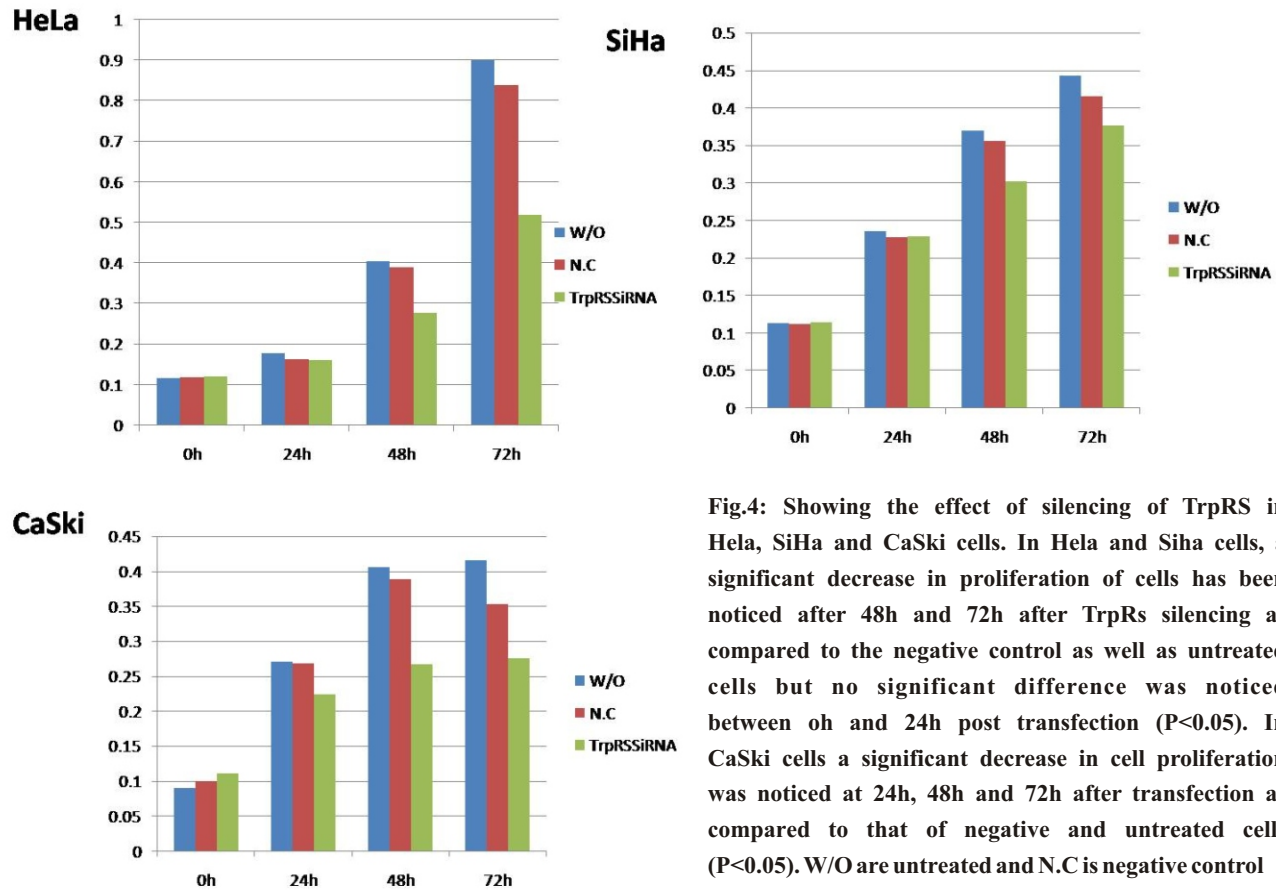 HeLa
1
0.9
0.8
0.7
0.6
0.5
0.4
0.3
0.2
0.1
0
0h 24h 48h 72h
W/O
N.C
TrpRSSiRNA
SiHa
0.5
0.45
0.4
0.35
0.3
0.25
0.2
0.15
0.1
0.05
0
0h 24h 48h 72h
W/O
N.C
TrpRSSiRNA
CaSki
0.45
0.4
0.35
0.3
0.25
0.2
0.15
0.1
0.05
0
0h 24h 48h 72h
W/O
N.C
TrpRSSiRNA
Fig.4: Showing the effect of silencing of TrpRS in
Hela, SiHa and CaSki cells. In Hela and Siha cells, a
significant decrease in proliferation of cells has been
noticed after 48h and 72h after TrpRs silencing a
compared to the negative control as well as untreated
cells but no significant difference was noticed
between oh and 24h post transfection (P<0.05). In
CaSki cells a significant decrease in cell proliferation
was noticed at 24h, 48h and 72h after transfection a
compared to that of negative and untreated cell
(P<0.05). W/O are untreated and N.C is negative control